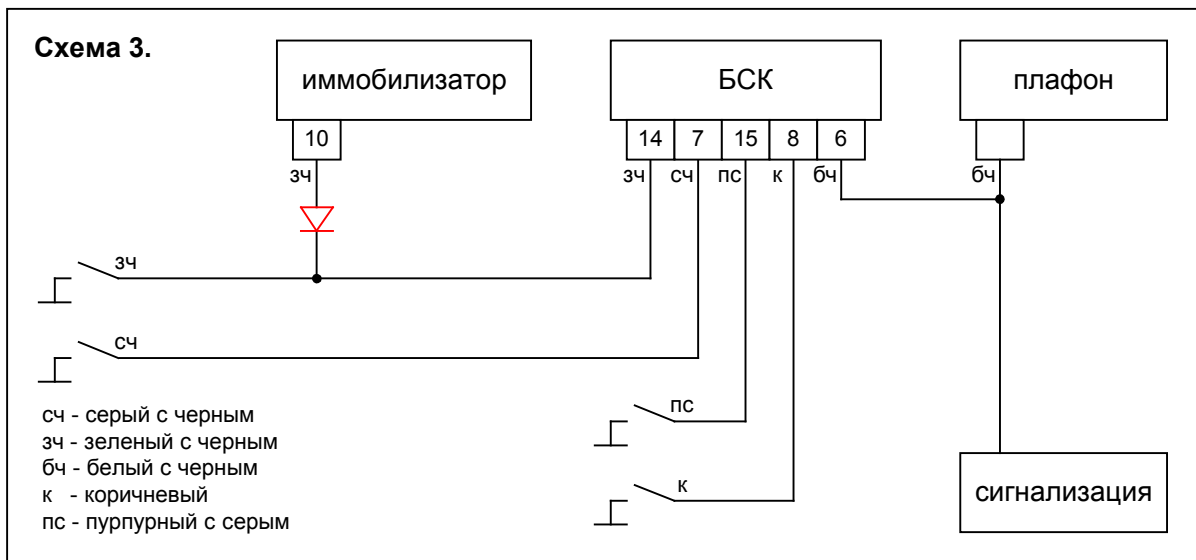 Схема 3.
иммобилизатор
БСК
плафон
10
14 7 15 8 6
зч
зч сч пс к бч
бч
зч
сч
пс
к
сч - серый с черным
зч - зеленый с черным
бч - белый с черным
к - коричневый
пс - пурпурный с серым
сигнализация